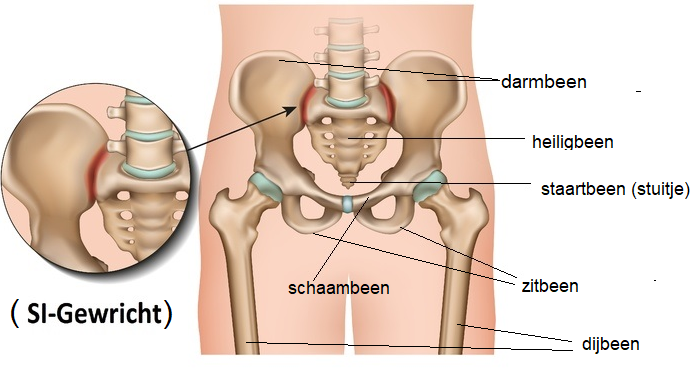 darmbeen
heiligbeen
staartbeen (stuitje)
schaambeen
zitbeen
( SI-Gewricht)
dijbeen